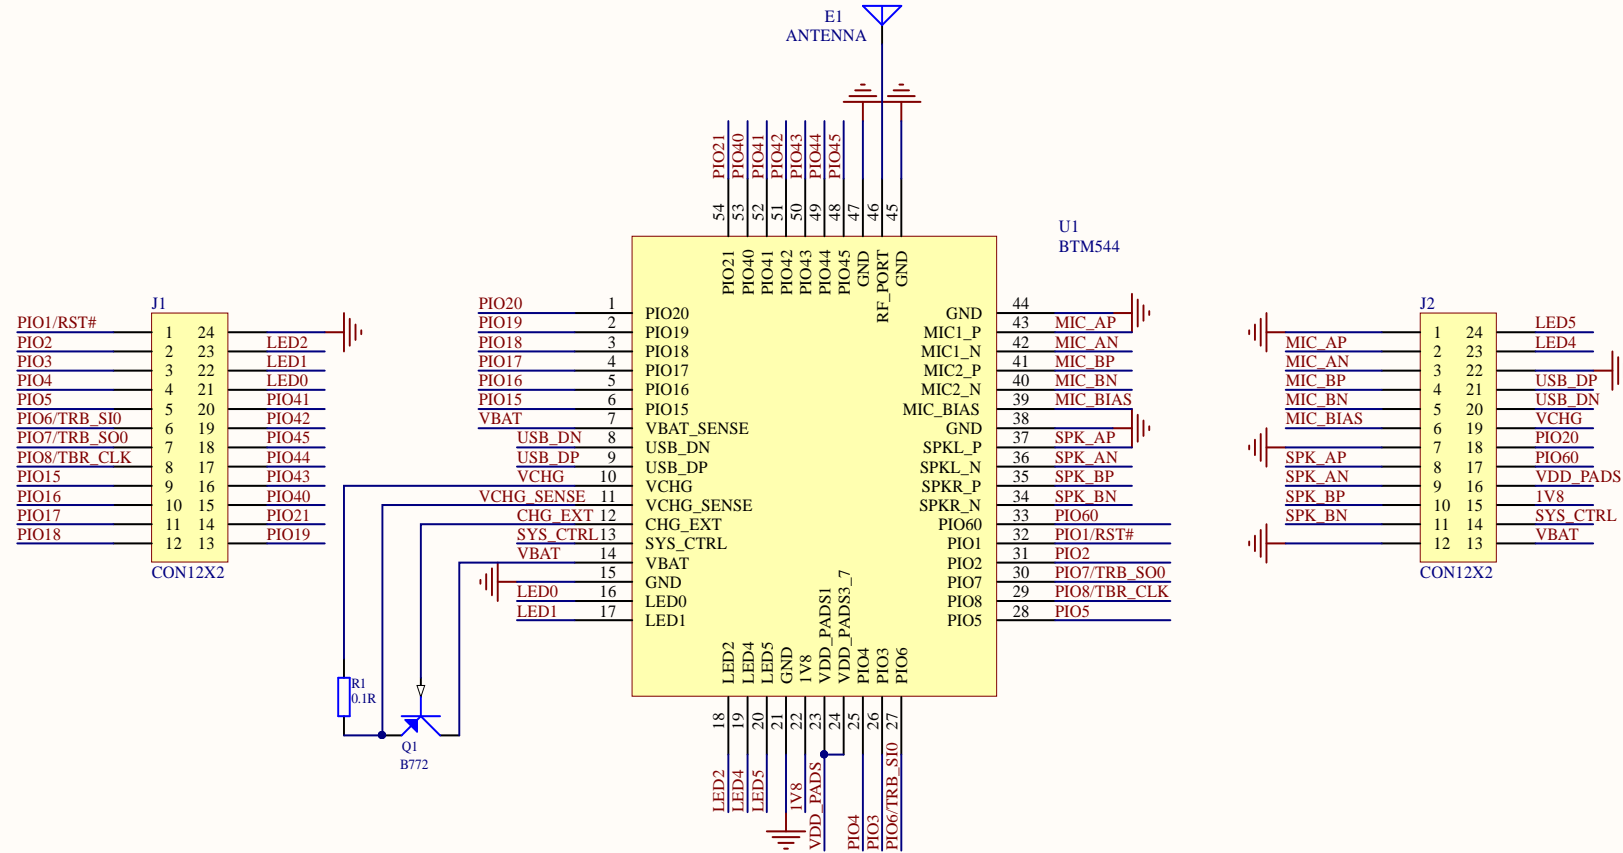 E1
ANTENNA
PIO21
PIO40
PIO41
PIO42
PIO43
PIO44
PIO45
54
53
52
51
50
49
48
47
46
45
U1
BTM544
PIO21
PIO40
PIO41
PIO42
PIO43
PIO44
PIO45
GND
RF_PORT
GND
J1
PIO1/RST# 1 24
PIO2 2 23 LED2
PIO3 3 22 LED1
PIO4 4 21 LED0
PIO5 5 20 PIO41
PIO6/TRB_SI0 6 19 PIO42
PIO7/TRB_SO0 7 18 PIO45
PIO8/TBR_CLK 8 17 PIO44
PIO15 9 16 PIO43
PIO16 10 15 PIO40
PIO17 11 14 PIO21
PIO18 12 13 PIO19
CON12X2
PIO20 1 PIO20
PIO19 2 PIO19
PIO18 3 PIO18
PIO17 4 PIO17
PIO16 5 PIO16
PIO15 6 PIO15
VBAT 7 VBAT_SENSE
USB_DN 8 USB_DN
USB_DP 9 USB_DP
VCHG 10 VCHG
VCHG_SENSE 11 VCHG_SENSE
CHG_EXT 12 CHG_EXT
SYS_CTRL 13 SYS_CTRL
VBAT 14 VBAT
15 GND
LED0 16 LED0
LED1 17 LED1
GND 44
MIC1_P 43 MIC_AP
MIC1_N 42 MIC_AN
MIC2_P 41 MIC_BP
MIC2_N 40 MIC_BN
MIC_BIAS 39 MIC_BIAS
GND 38
SPKL_P 37 SPK_AP
SPKL_N 36 SPK_AN
SPKR_P 35 SPK_BP
SPKR_N 34 SPK_BN
PIO60 33 PIO60
PIO1 32 PIO1/RST#
PIO2 31 PIO2
PIO7 30 PIO7/TRB_SO0
PIO8 29 PIO8/TBR_CLK
PIO5 28 PIO5
J2
1 24 LED5
MIC_AP 2 23 LED4
MIC_AN 3 22
MIC_BP 4 21 USB_DP
MIC_BN 5 20 USB_DN
MIC_BIAS 6 19 VCHG
7 18 PIO20
SPK_AP 8 17 PIO60
SPK_AN 9 16 VDD_PADS
SPK_BP 10 15 1V8
SPK_BN 11 14 SYS_CTRL
12 13 VBAT
CON12X2
LED2
LED4
LED5
GND
1V8
VDD_PADS1
VDD_PADS3_7
PIO4
PIO3
PIO6
R1
0.1R
Q1
B772
18
19
20
21
22
23
24
25
26
27
LED2
LED4
LED5
1V8
VDD_PADS
PIO4
PIO3
PIO6/TRB_SI0